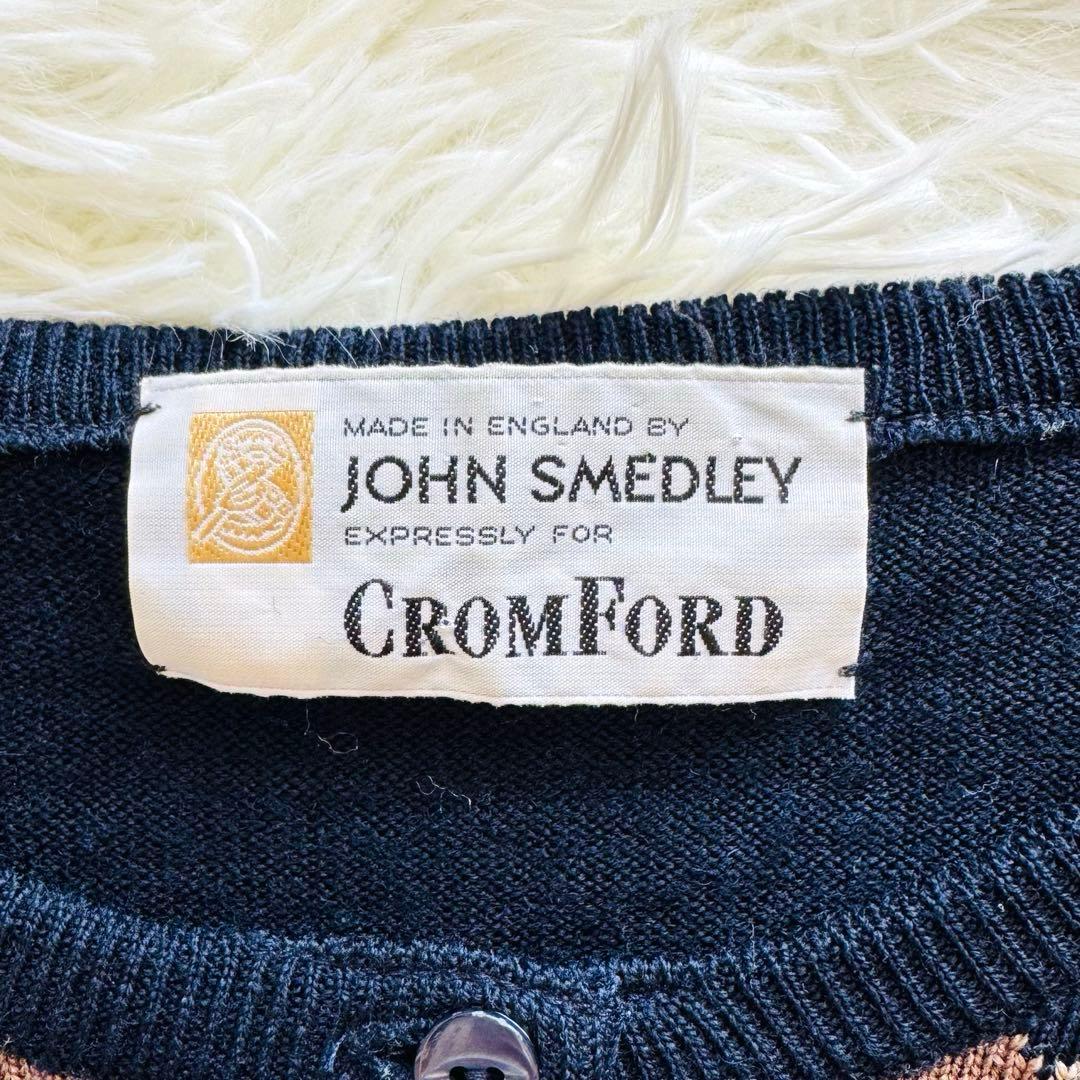 MADE IN ENGLAND BY
JOHN SMEDLEY
EXPRESSLY FOR
CROMFORD